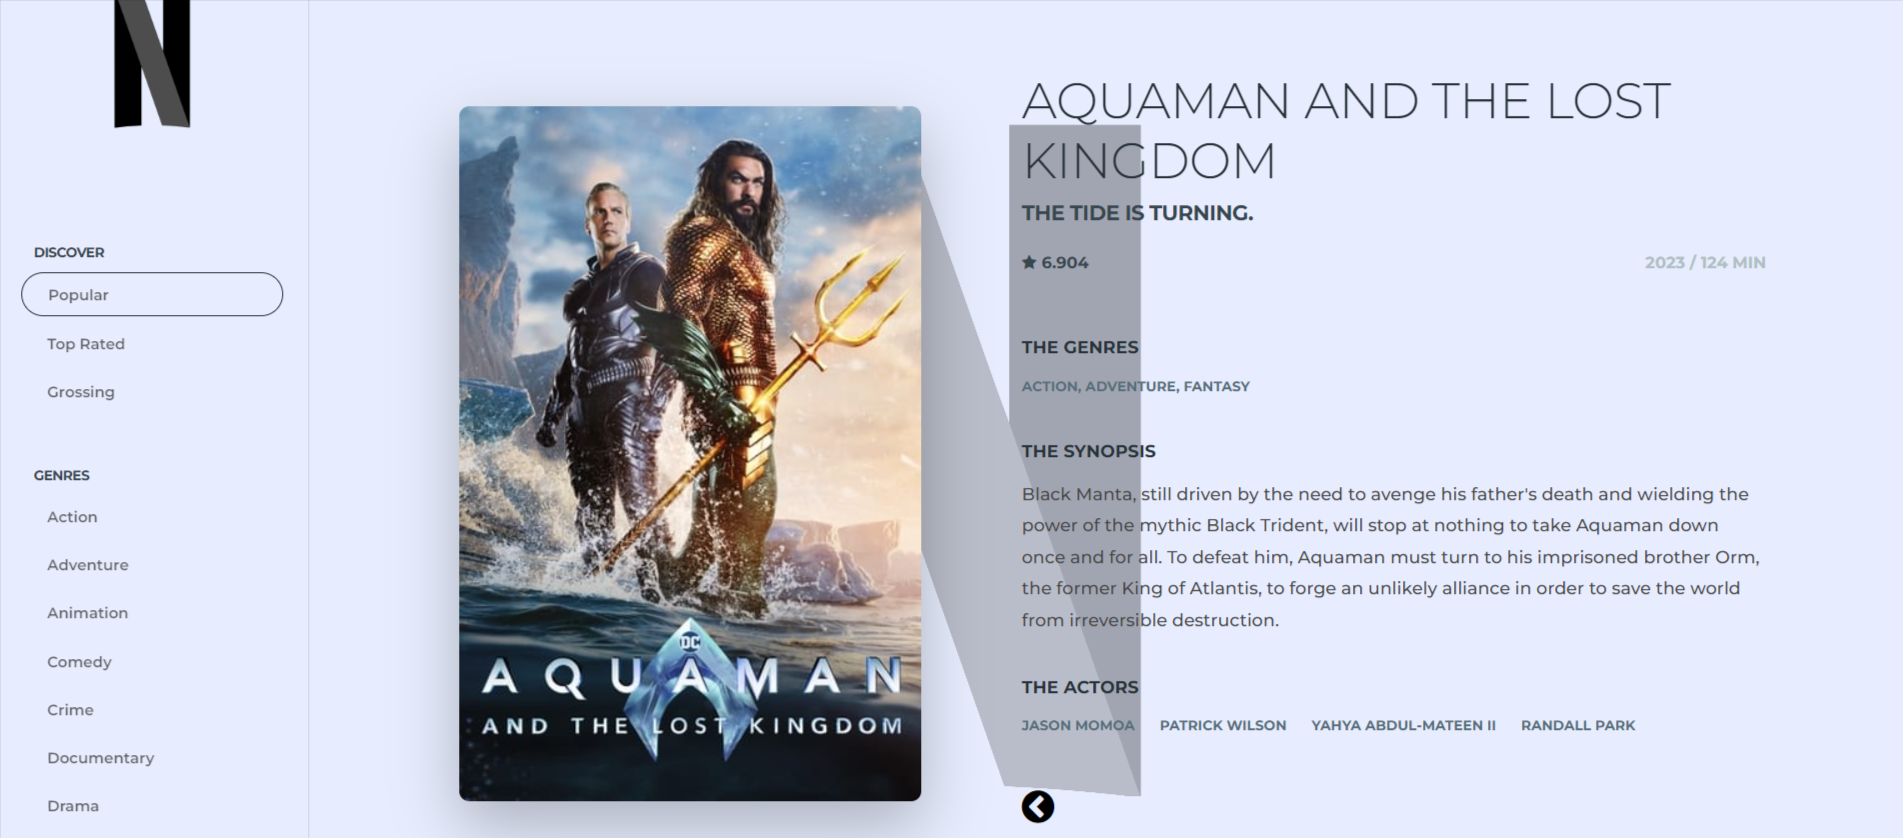 N
DISCOVER
Popular
Top Rated
Grossing
GENRES
Action
Adventure
Animation
Comedy
Crime
Documentary
Drama
DC
AQUAMAN
AND THE LOST KINGDOM
AQUAMAN AND THE LOST
KINGDOM
THE TIDE IS TURNING.
6.904
2023 / 124 MIN
THE GENRES
ACTION, ADVENTURE, FANTASY
THE SYNOPSIS
Black Manta, still driven by the need to avenge his father's death and wielding the
power of the mythic Black Trident, will stop at nothing to take Aquaman down
once and for all. To defeat him, Aquaman must turn to his imprisoned brother Orm,
the former King of Atlantis, to forge an unlikely alliance in order to save the world
from irreversible destruction.
THE ACTORS
JASON MOMOA PATRICK WILSON YAHYA ABDUL-MATEEN II RANDALL PARK